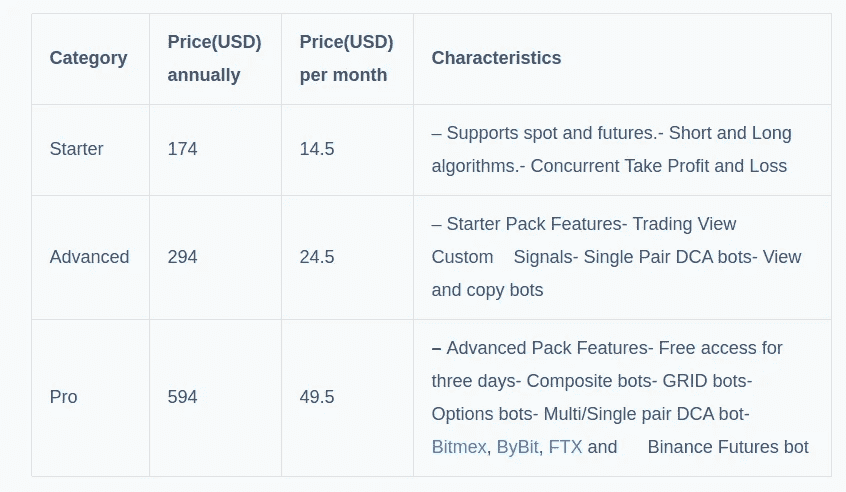 Category
Price(USD)
annually
Price(USD)
per month
Characteristics
Starter
174
14.5
– Supports spot and futures.- Short and Long
algorithms.- Concurrent Take Profit and Loss
Advanced
294
24.5
– Starter Pack Features- Trading View
Custom Signals- Single Pair DCA bots- View
and copy bots
Pro
594
49.5
– Advanced Pack Features- Free access for
three days- Composite bots- GRID bots-
Options bots- Multi/Single pair DCA bot-
Bitmex, ByBit, FTX and Binance Futures bot